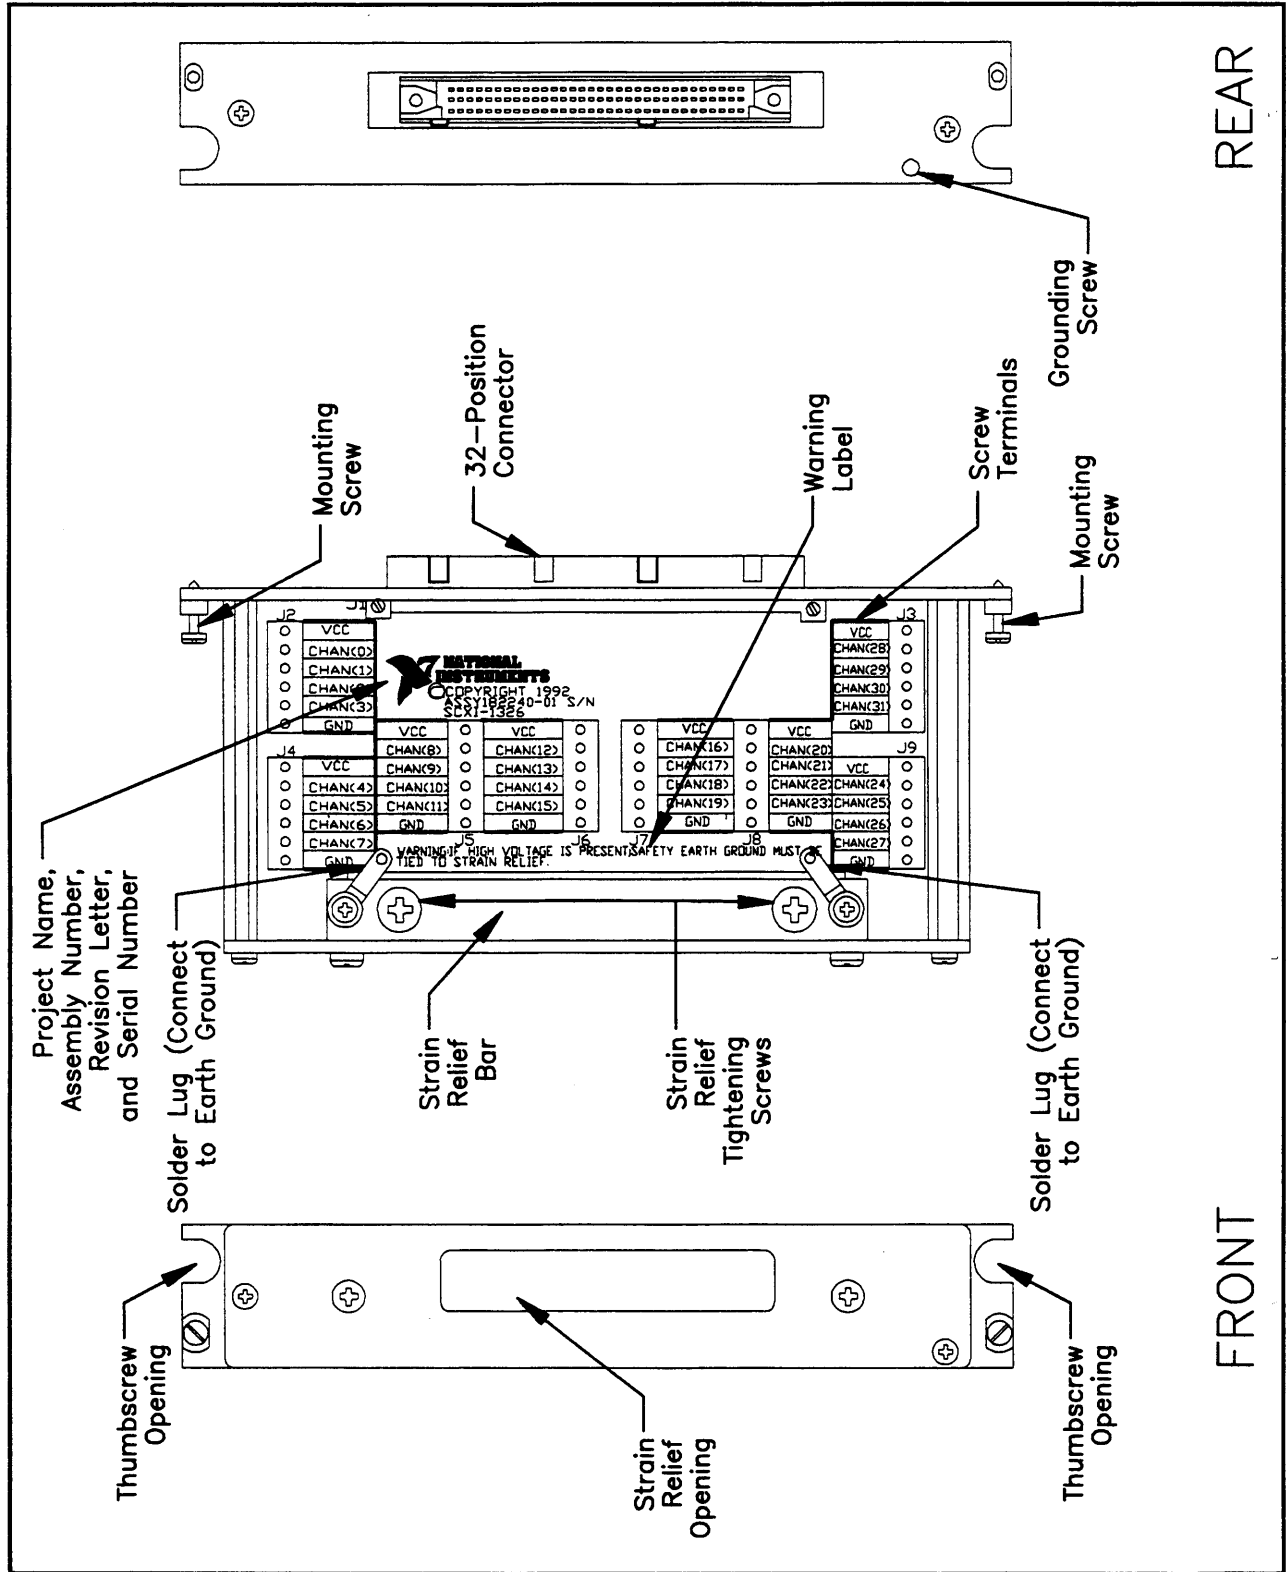 Project Name,
Assembly Number,
Revision Letter,
and Serial Number
Solder Lug (Connect
to Earth Ground)
Strain
Relief
Bar
Strain
Relief
Tightening
Screws
Solder Lug (Connect
to Earth Ground)
Thumbscrew
Opening
Strain
Relief
Opening
Thumbscrew
Opening
FRONT
Mounting
Screw
32-Position
Connector
Warning
Label
Screw
Terminals
Mounting
Screw
Grounding
Screw
REAR
J1
J2
VCC
CHAN(0)
CHAN(1)
CHAN(3)
GND
J4
VCC
CHAN(4)
CHAN(5)
CHAN(6)
CHAN(7)
GND
NATIONAL
INSTRUMENTS
©COPYRIGHT 1992
ASSY182240-01 S/N
SCXI-1326
VCC
CHAN(8)
CHAN(9)
CHAN(10)
CHAN(11)
GND
J5
VCC
CHAN(12)
CHAN(13)
CHAN(14)
CHAN(15)
GND
J6
J7
VCC
CHAN(16)
CHAN(17)
CHAN(18)
CHAN(19)
GND
J8
VCC
CHAN(20)
CHAN(21)
CHAN(22)
CHAN(23)
GND
J3
VCC
CHAN(28)
CHAN(29)
CHAN(30)
CHAN(31)
GND
J9
VCC
CHAN(24)
CHAN(25)
CHAN(26)
CHAN(27)
GND
WARNING:IF HIGH VOLTAGE IS PRESENT,SAFETY EARTH GROUND MUST BE
TIED TO STRAIN RELIEF.